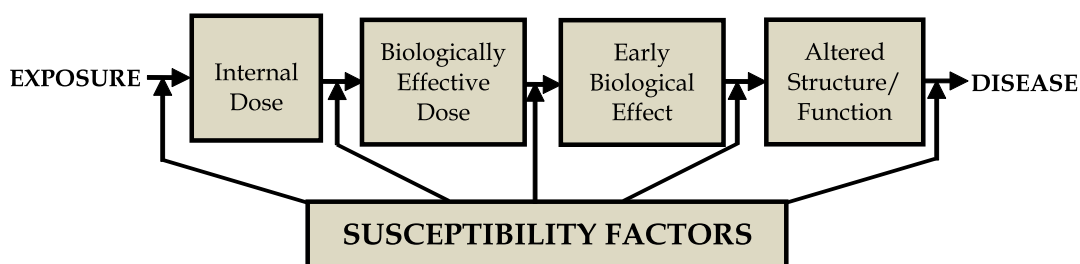 EXPOSURE
Internal
Dose
Biologically
Effective
Dose
Early
Biological
Effect
Altered
Structure/
Function
DISEASE
SUSCEPTIBILITY FACTORS